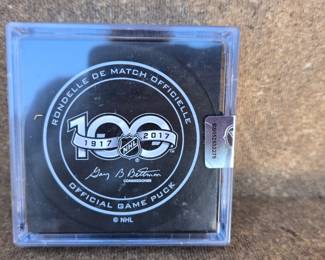 RONDELLE DE MATCH OFFICIELLE
100
1917 NHL 2017
Gary B Bettman
COMMISSIONER
OFFICIAL GAME PUCK
© NHL